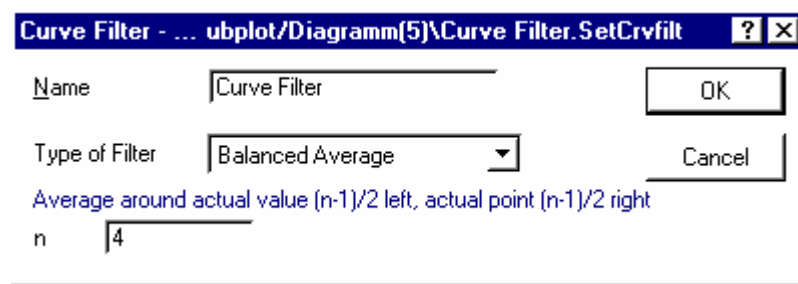 Curve Filter - ... ubplot/Diagramm(5)\Curve Filter.SetCrvfilt ? ×
Name Curve Filter OK
Type of Filter Balanced Average Cancel
Average around actual value (n-1)/2 left, actual point (n-1)/2 right
n 4